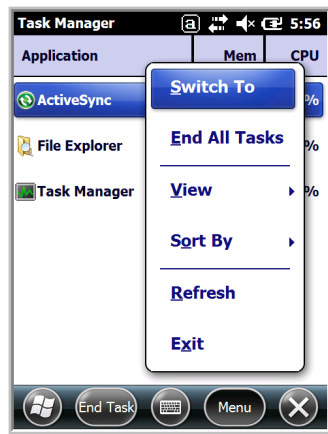 Task Manager a 5:56
Application Mem CPU
ActiveSync %
File Explorer %
Task Manager %
Switch To
End All Tasks
View
Sort By
Refresh
Exit
End Task Menu